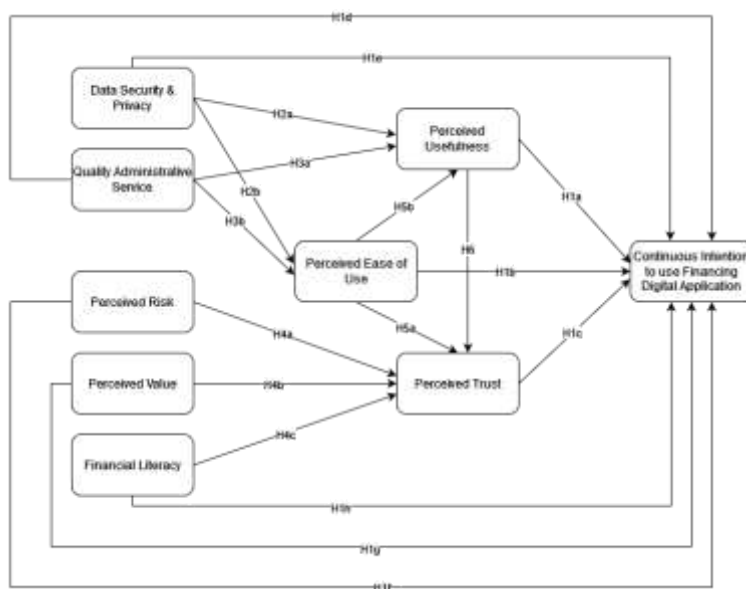 H1d
H1e
Data Security &
Privacy
H2a
Perceived
Usefulness
Quality Administrative
Service
H3a
H2b
H3b
H5b
H1a
H6
Perceived Ease of
Use
H1b
Continuous Intention
to use Financing
Digital Application
Perceived Risk
H4a
H5a
H1c
Perceived Value
H4b
Perceived Trust
H4c
Financial Literacy
H1h
H1g
H1f